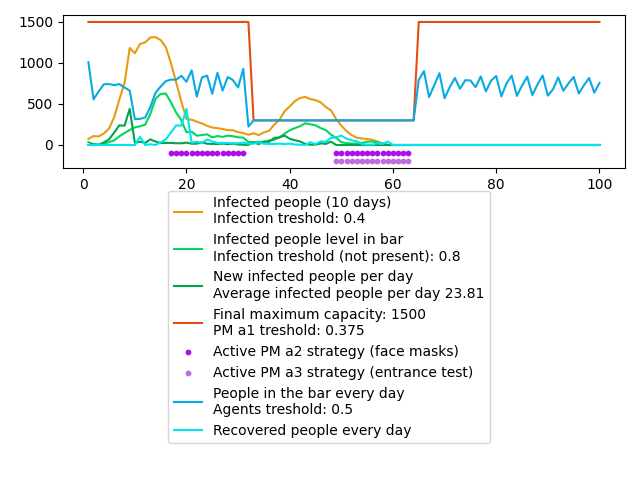 1500
1000
500
0
0 20 40 60 80 100
Infected people (10 days)
Infection treshold: 0.4
Infected people level in bar
Infection treshold (not present): 0.8
New infected people per day
Average infected people per day 23.81
Final maximum capacity: 1500
PM a1 treshold: 0.375
Active PM a2 strategy (face masks)
Active PM a3 strategy (entrance test)
People in the bar every day
Agents treshold: 0.5
Recovered people every day